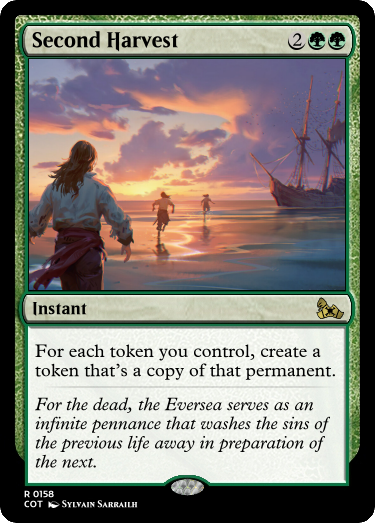 Second Harvest 2
Instant
For each token you control, create a
token that's a copy of that permanent.
For the dead, the Eversea serves as an
infinite pennance that washes the sins of
the previous life away in preparation of
the next.
R 0158
COT Sylvain Sarrailh